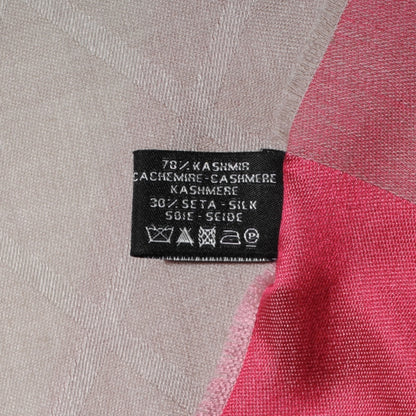 70% KASHMIR
CACHEMIRE - CASHMERE
KASHMERE
30% SETA - SILK
SOIE - SEIDE
P